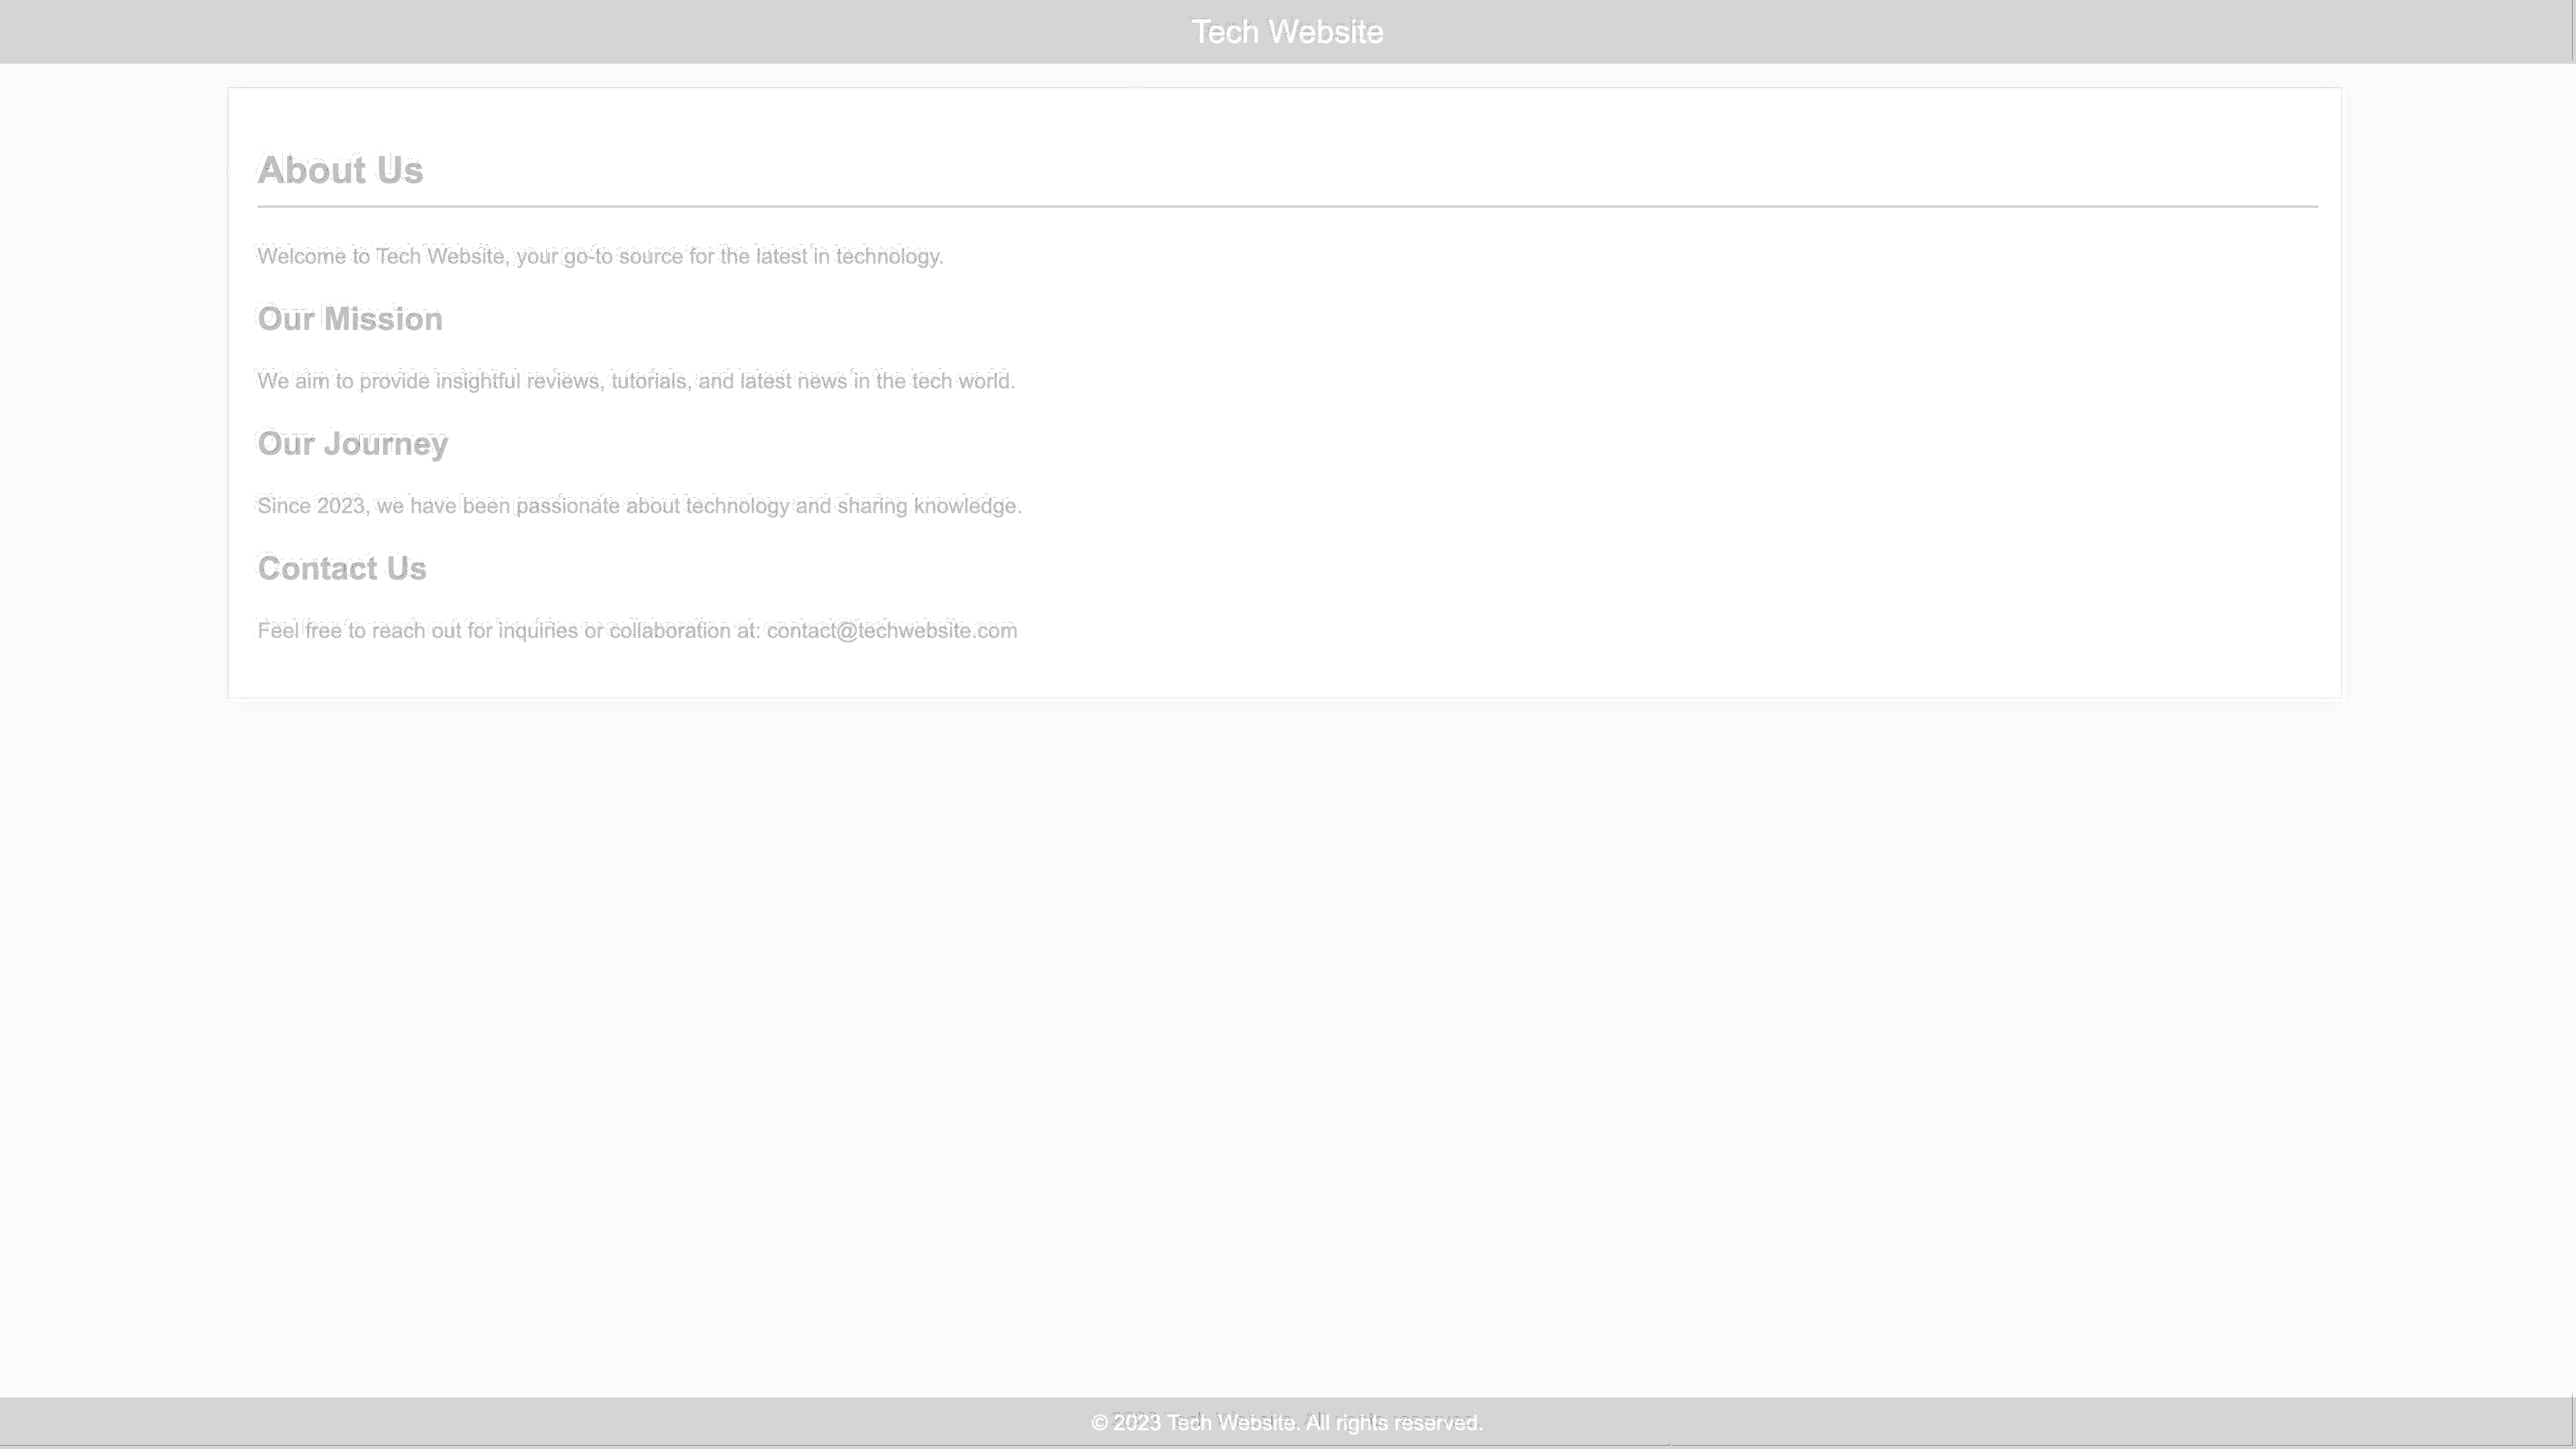 Tech Website
About Us
Welcome to Tech Website, your go-to source for the latest in technology.
Our Mission
We aim to provide insightful reviews, tutorials, and latest news in the tech world.
Our Journey
Since 2023, we have been passionate about technology and sharing knowledge.
Contact Us
Feel free to reach out for inquiries or collaboration at: contact@techwebsite.com
© 2023 Tech Website. All rights reserved.